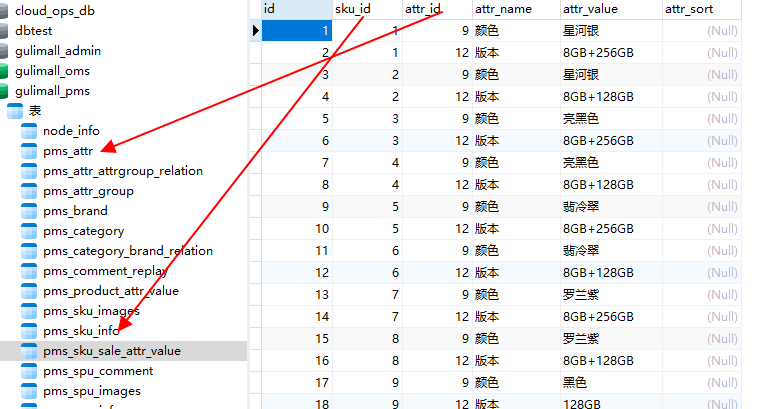 cloud_ops_db
dbtest
gulimall_admin
gulimall_oms
gulimall_pms
表
node_info
pms_attr
pms_attr_attrgroup_relation
pms_attr_group
pms_brand
pms_category
pms_category_brand_relation
pms_comment_replay
pms_product_attr_value
pms_sku_images
pms_sku_info
pms_sku_sale_attr_value
pms_spu_comment
pms_spu_images
id sku_id attr_id attr_name attr_value attr_sort
1 1 9 颜色 星河银 (Null)
2 1 12 版本 8GB+256GB (Null)
3 2 9 颜色 星河银 (Null)
4 2 12 版本 8GB+128GB (Null)
5 3 9 颜色 亮黑色 (Null)
6 3 12 版本 8GB+256GB (Null)
7 4 9 颜色 亮黑色 (Null)
8 4 12 版本 8GB+128GB (Null)
9 5 9 颜色 翡冷翠 (Null)
10 5 12 版本 8GB+256GB (Null)
11 6 9 颜色 翡冷翠 (Null)
12 6 12 版本 8GB+128GB (Null)
13 7 9 颜色 罗兰紫 (Null)
14 7 12 版本 8GB+256GB (Null)
15 8 9 颜色 罗兰紫 (Null)
16 8 12 版本 8GB+128GB (Null)
17 9 9 颜色 黑色 (Null)
18 9 12 版本 128GB (Null)